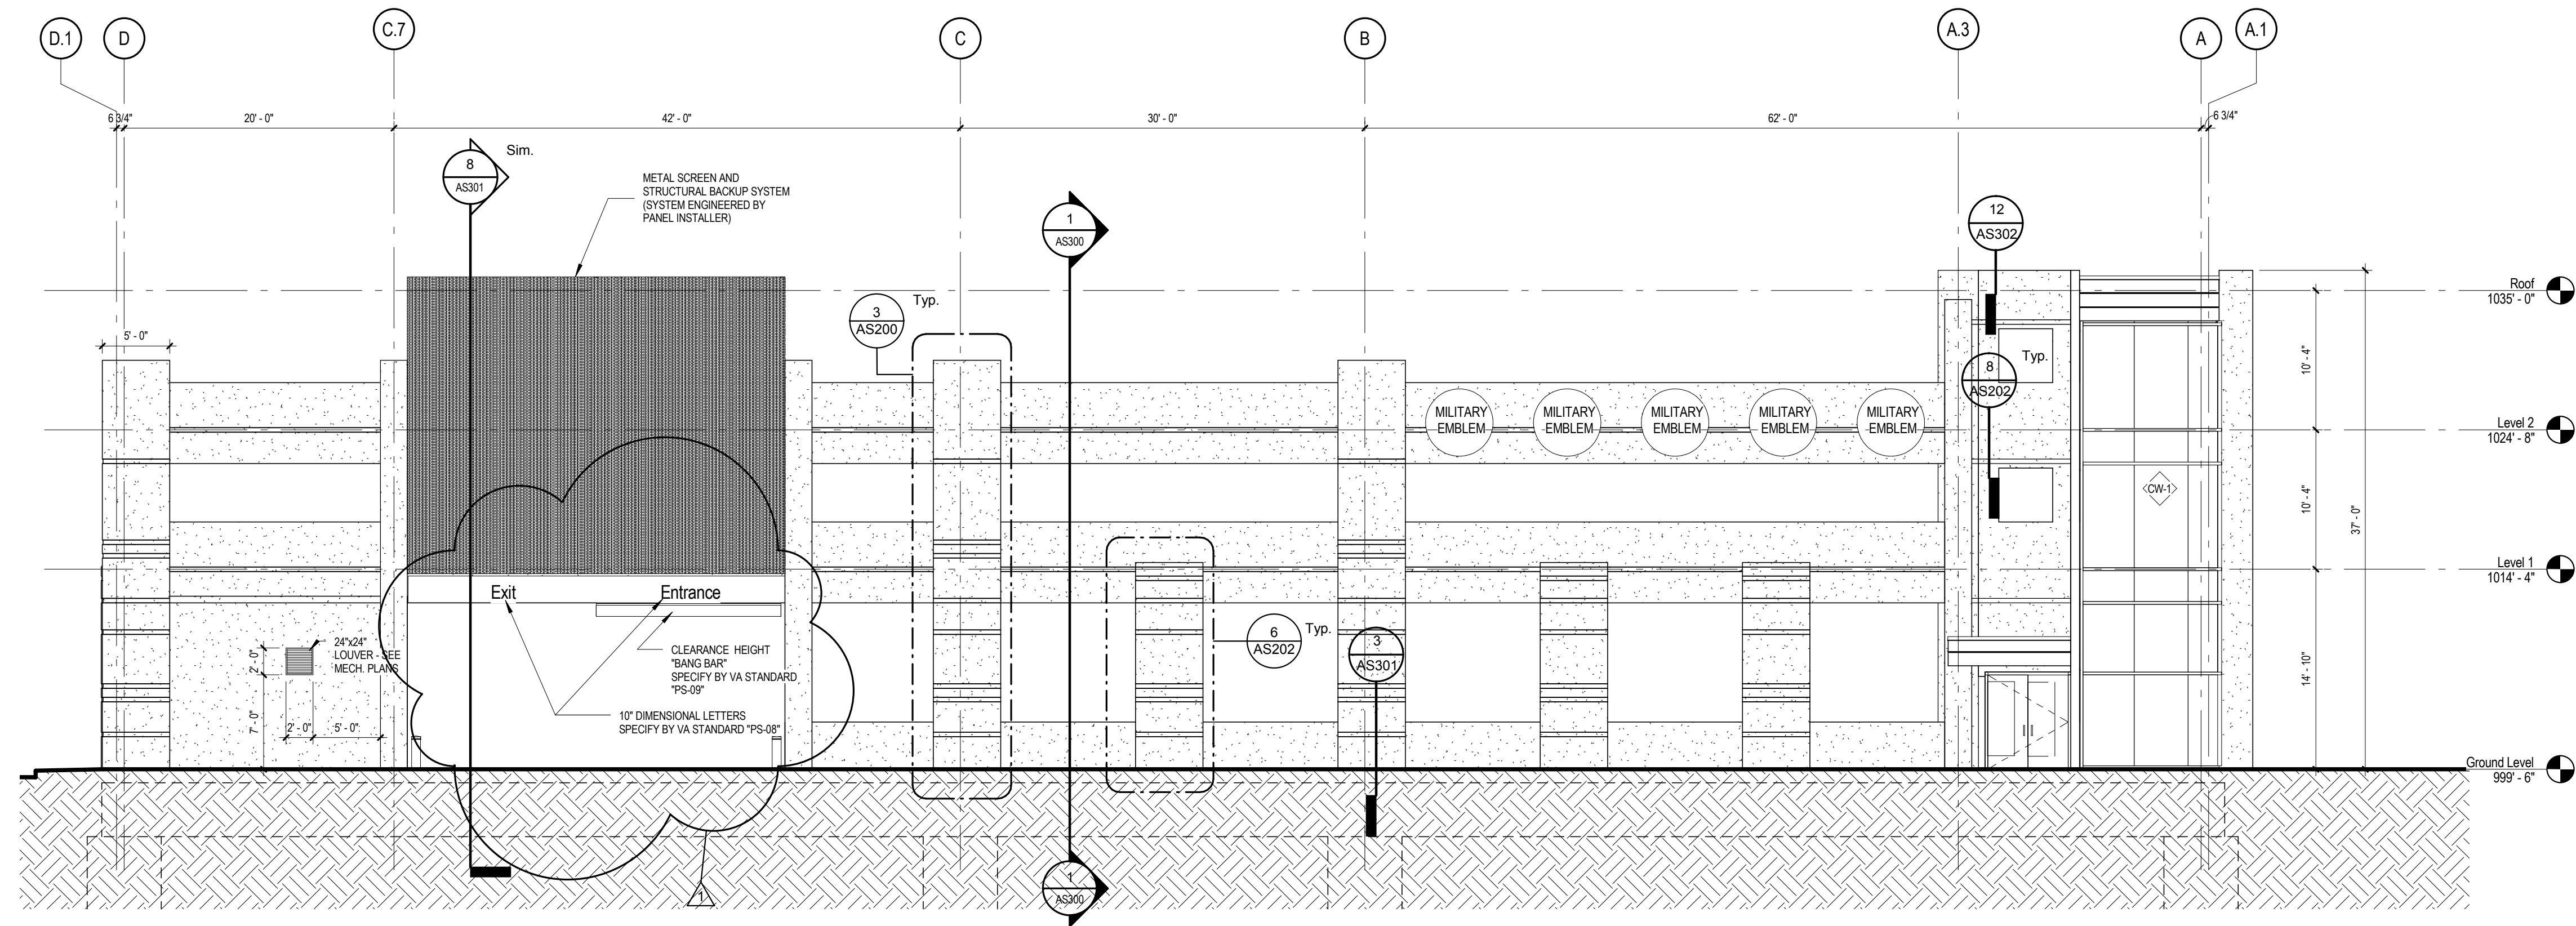 D.1
D
C.7
C
B
A.3
A
A.1
6 3/4"
20' - 0"
42' - 0"
30' - 0"
62' - 0"
6 3/4"
8
AS301
Sim.
METAL SCREEN AND
STRUCTURAL BACKUP SYSTEM
(SYSTEM ENGINEERED BY
PANEL INSTALLER)
1
AS300
12
AS302
3
AS200
Typ.
Roof
1035' - 0"
5' - 0"
8
AS202
Typ.
10' - 4"
MILITARY
EMBLEM
MILITARY
EMBLEM
MILITARY
EMBLEM
MILITARY
EMBLEM
MILITARY
EMBLEM
Level 2
1024' - 8"
CW-1
10' - 4"
37' - 0"
Level 1
1014' - 4"
Exit
Entrance
24"x24"
LOUVER - SEE
MECH. PLANS
2' - 0"
7' - 0"
2' - 0"
5' - 0"
CLEARANCE HEIGHT
"BANG BAR"
SPECIFY BY VA STANDARD
"PS-09"
10" DIMENSIONAL LETTERS
SPECIFY BY VA STANDARD "PS-08"
6
AS202
Typ.
3
AS301
14' - 10"
Ground Level
999' - 6"
1
1
AS300